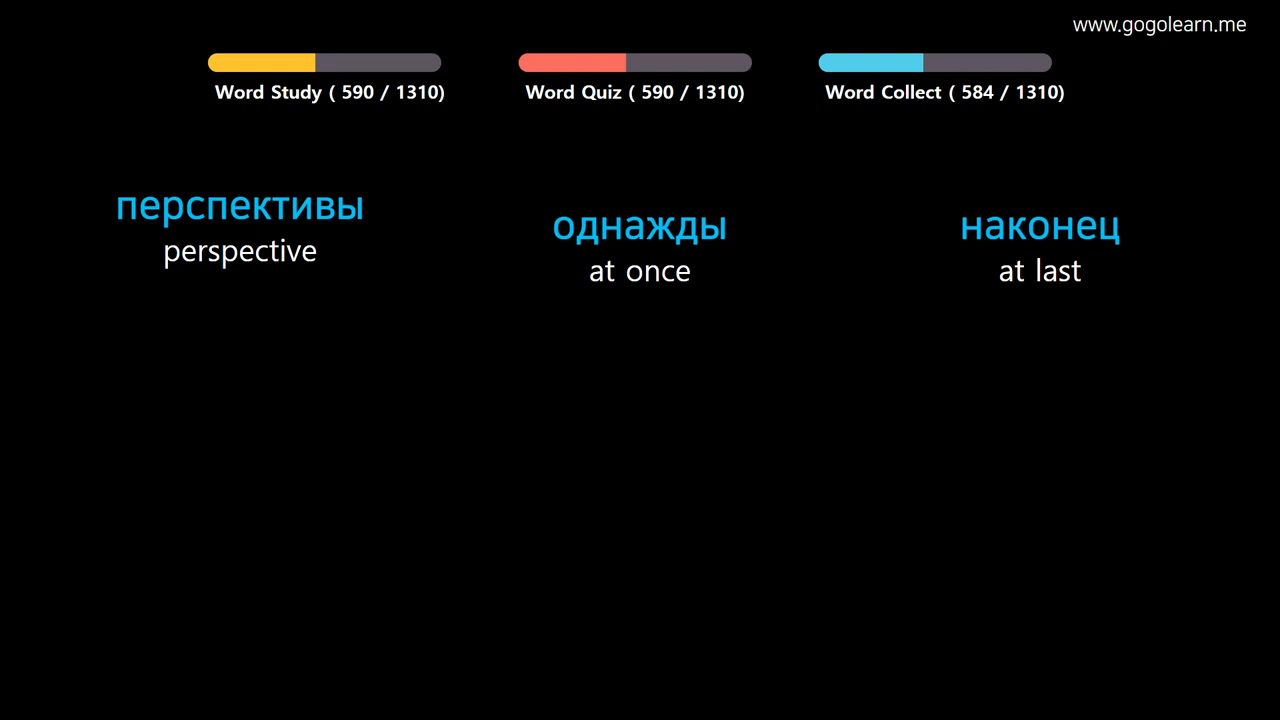 www.gogolearn.me
Word Study ( 590 / 1310)
Word Quiz ( 590 / 1310)
Word Collect ( 584 / 1310)
перспективы
perspective
однажды
at once
наконец
at last